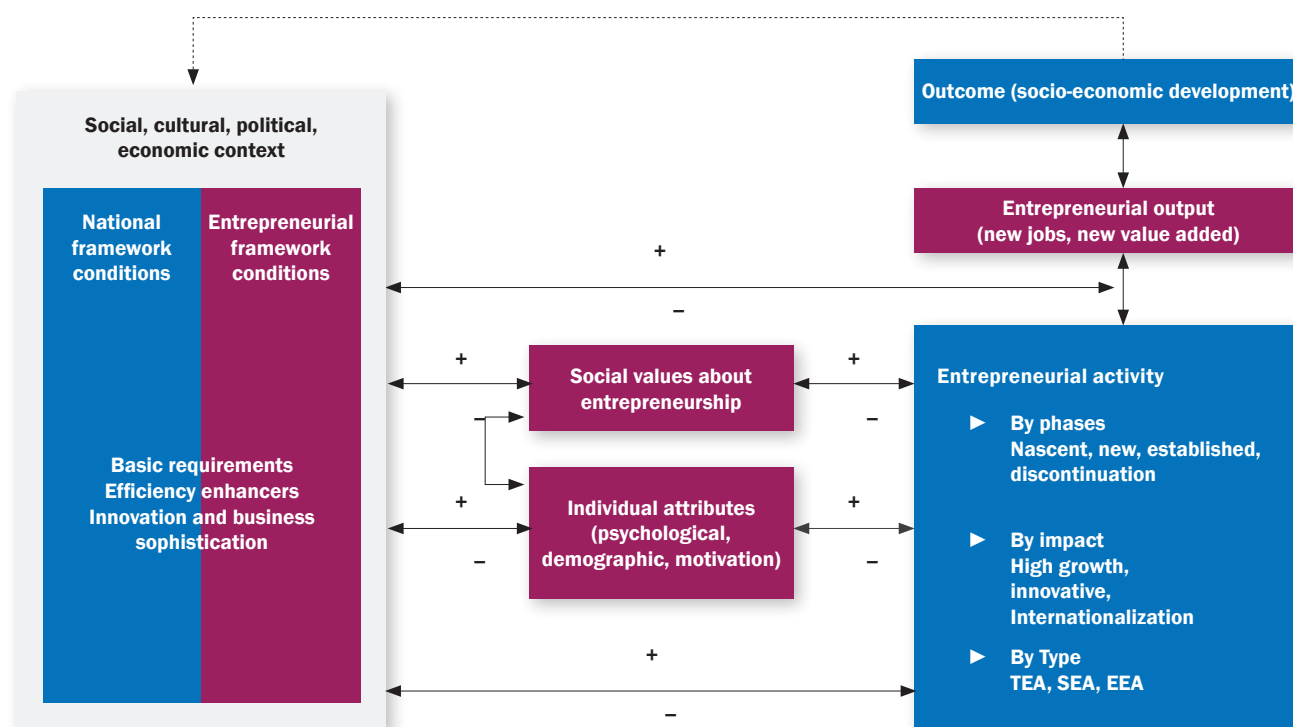 Outcome (socio-economic development)
Social, cultural, political,
economic context
National
framework
conditions
Entrepreneurial
framework
conditions
Basic requirements
Efficiency enhancers
Innovation and business
sophistication
Entrepreneurial output
(new jobs, new value added)
+
–
+
–
Social values about
entrepreneurship
+
–
+
–
Individual attributes
(psychological,
demographic, motivation)
+
–
+
–
Entrepreneurial activity
► By phases
Nascent, new, established,
discontinuation
► By impact
High growth,
innovative,
Internationalization
► By Type
TEA, SEA, EEA